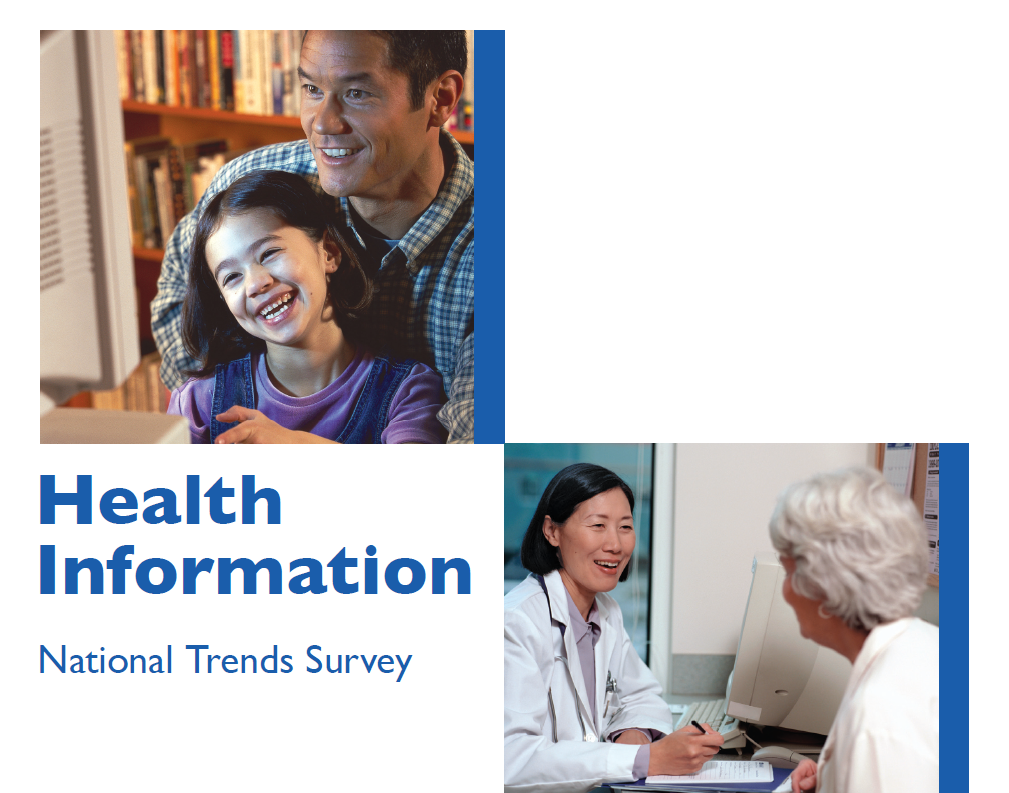 Health
Information
National Trends Survey